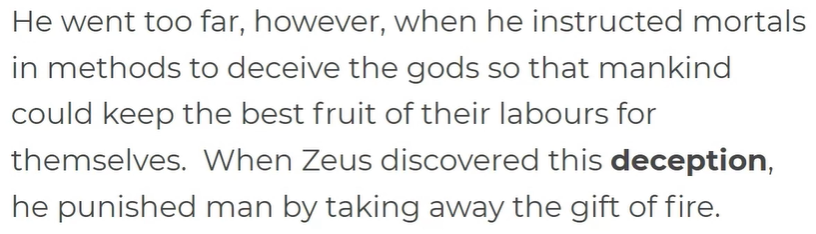 He went too far, however, when he instructed mortals
in methods to deceive the gods so that mankind
could keep the best fruit of their labours for
themselves.  When Zeus discovered this deception,
he punished man by taking away the gift of fire.